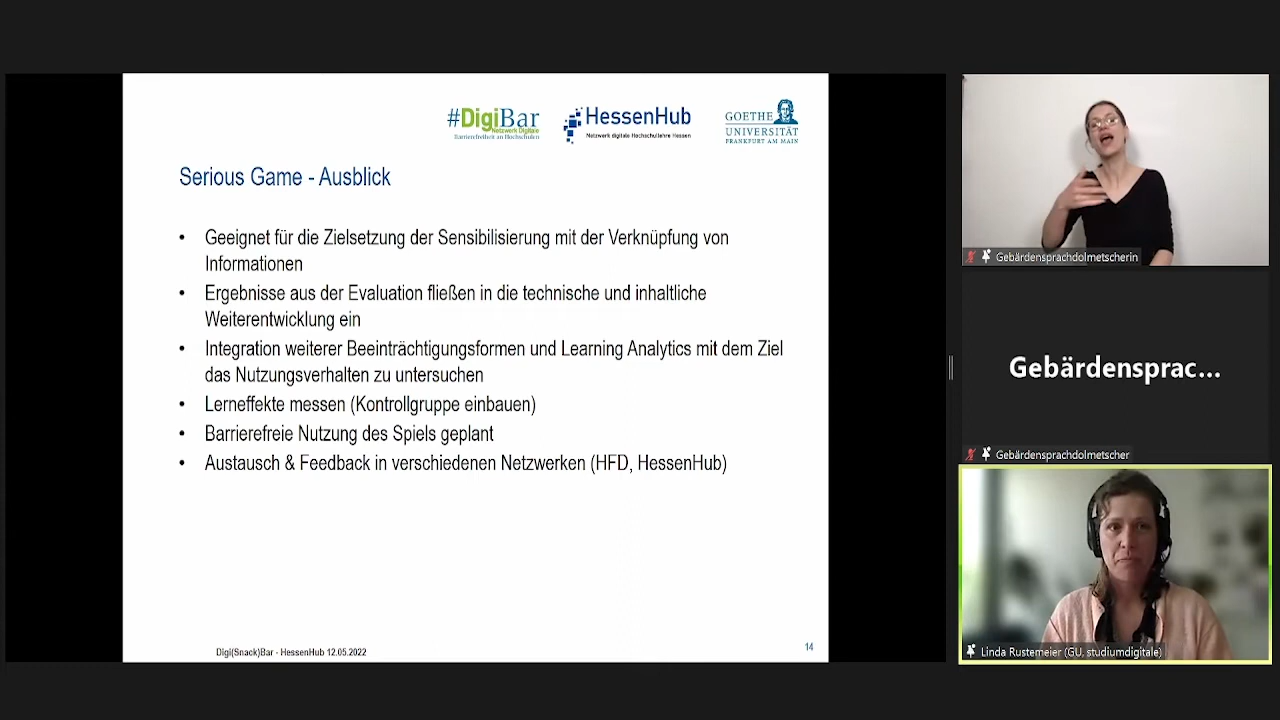 #DigiBar
Netzwerk Digitale
Barrierefreiheit an Hochschulen
HessenHub
Netzwerk digitale Hochschullehre Hessen
GOETHE
UNIVERSITÄT
FRANKFURT AM MAIN
Serious Game - Ausblick
• Geeignet für die Zielsetzung der Sensibilisierung mit der Verknüpfung von
Informationen
• Ergebnisse aus der Evaluation fließen in die technische und inhaltliche
Weiterentwicklung ein
• Integration weiterer Beeinträchtigungsformen und Learning Analytics mit dem Ziel
das Nutzungsverhalten zu untersuchen
• Lerneffekte messen (Kontrollgruppe einbauen)
• Barrierefreie Nutzung des Spiels geplant
• Austausch & Feedback in verschiedenen Netzwerken (HFD, HessenHub)
Digi(Snack)Bar - HessenHub 12.05.2022
14
Gebärdensprachdolmetscherin
Gebärdensprac...
Gebärdensprachdolmetscher
Linda Rustemeier (GU, studiumdigitale)